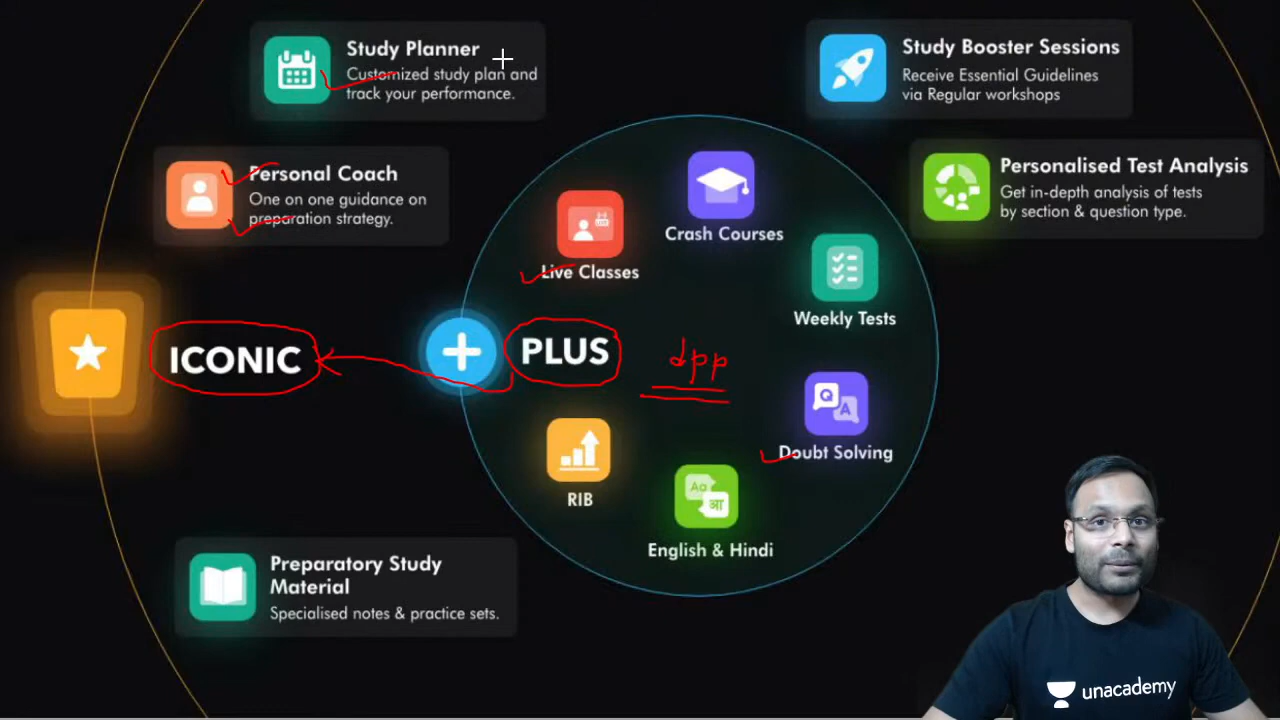 Study Planner
Customized study plan and
track your performance.
Study Booster Sessions
Receive Essential Guidelines
via Regular workshops
Personal Coach
One on one guidance on
preparation strategy.
Personalised Test Analysis
Get in-depth analysis of tests
by section & question type.
Crash Courses
Live Classes
Weekly Tests
ICONIC
PLUS
dpp
Q
A
Doubt Solving
RIB
Aa
आ
English & Hindi
Preparatory Study
Material
Specialised notes & practice sets.
unacademy